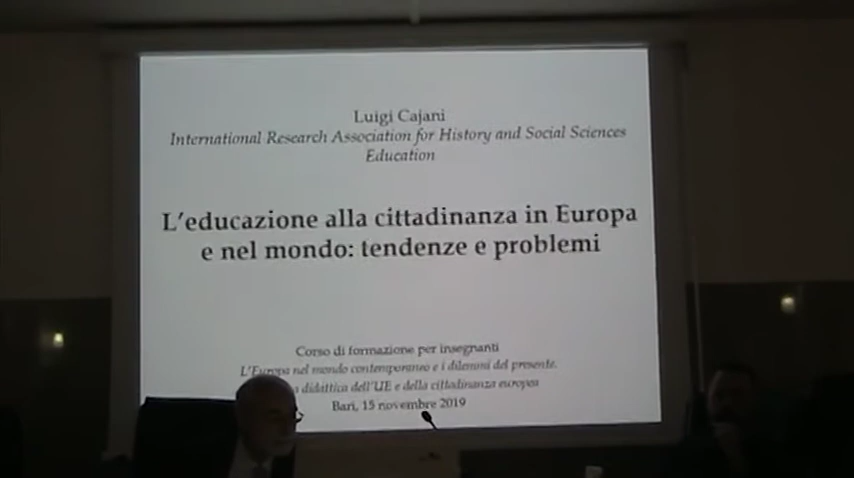 Luigi Cajani
International Research Association for History and Social Sciences
Education
L'educazione alla cittadinanza in Europa
e nel mondo: tendenze e problemi
Corso di formazione per insegnanti
L'Europa nel mondo contemporaneo e i dilemmi del presente.
didattica dell'UE e della cittadinanza europea
Bari, 15 novembre 2019